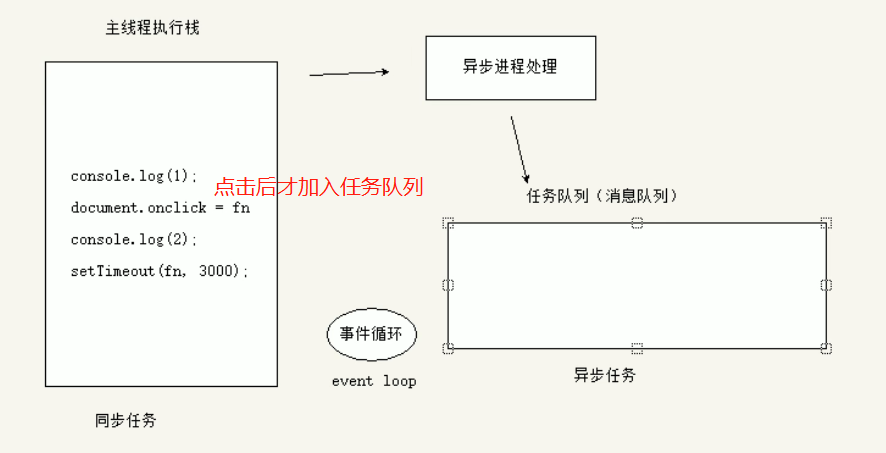 主线程执行栈
异步进程处理
console.log(1);
点击后才加入任务队列
document.onclick = fn
console.log(2);
setTimeout(fn, 3000);
任务队列（消息队列）
事件循环
event loop
异步任务
同步任务